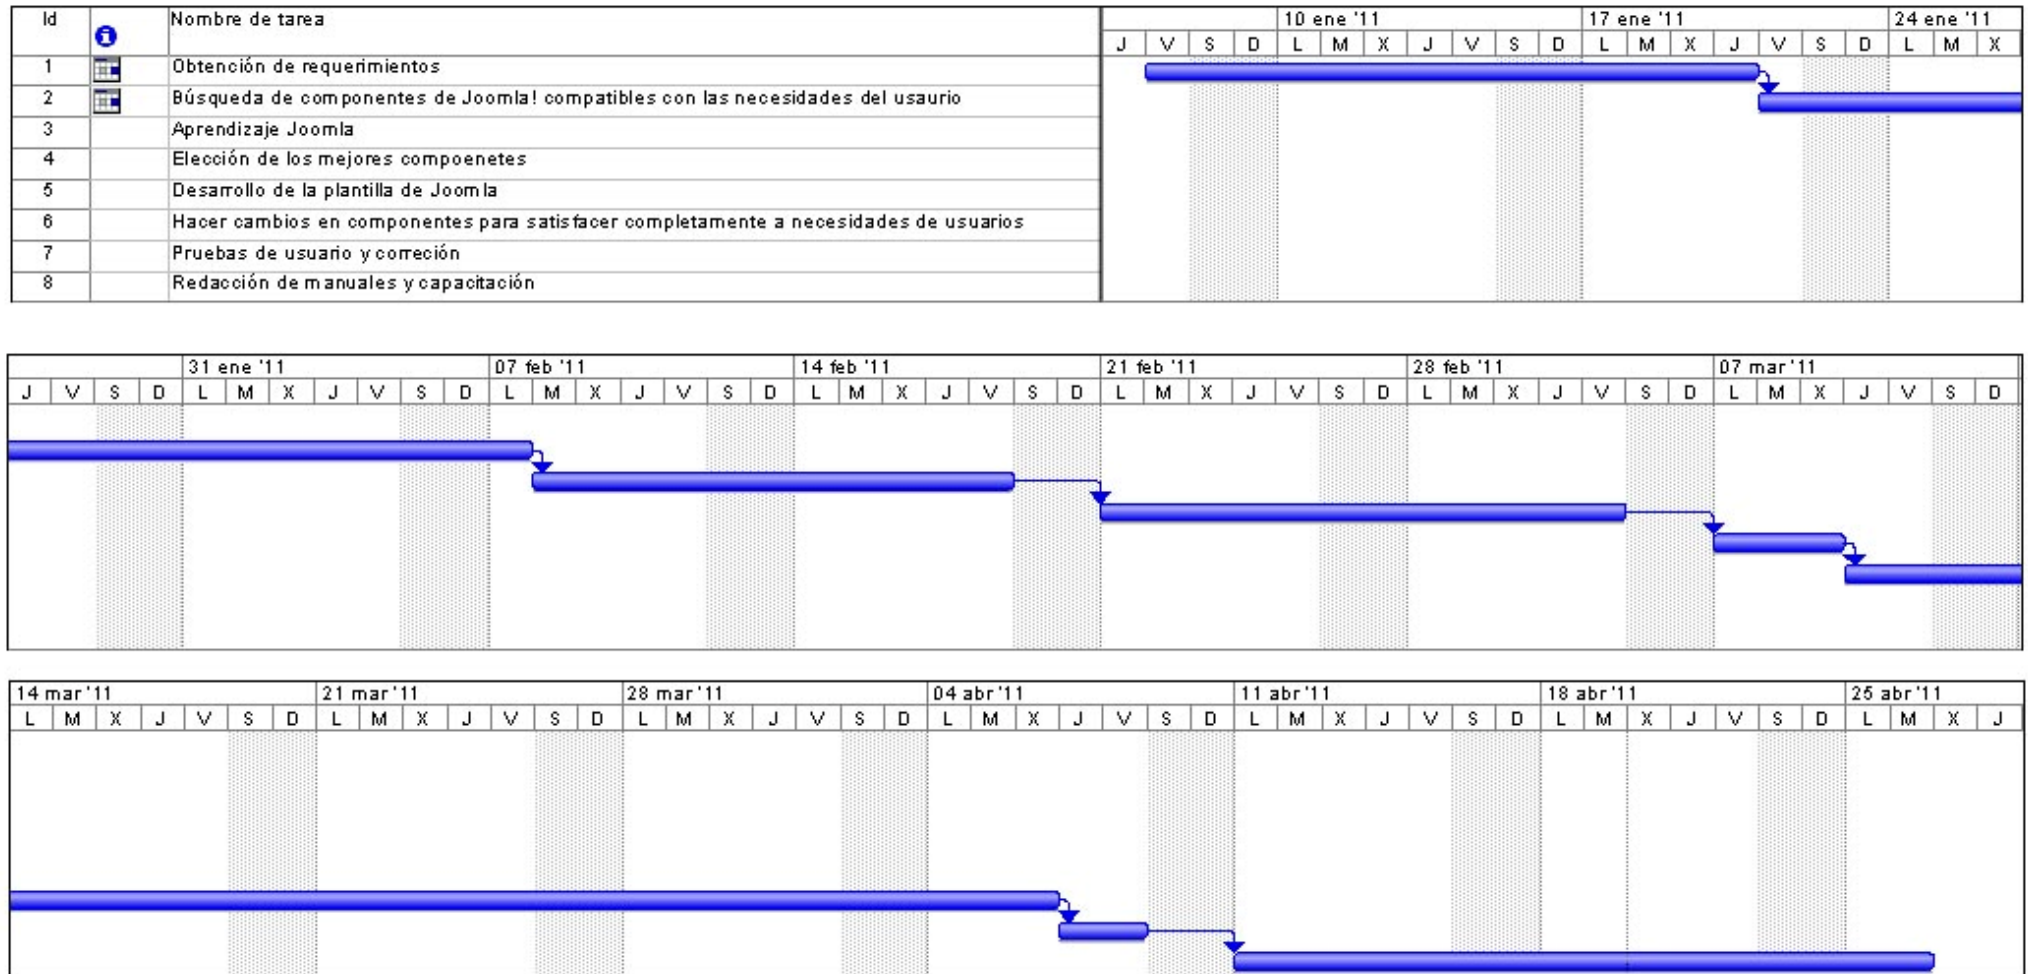 Id Nombre de tarea 10 ene '11 17 ene '11 24 ene '11
J V S D L M X J V S D L M X J V S D L M X
1 Obtención de requerimientos
2 Búsqueda de componentes de Joomla! compatibles con las necesidades del usaurio
3 Aprendizaje Joomla
4 Elección de los mejores compoenetes
5 Desarrollo de la plantilla de Joomla
6 Hacer cambios en componentes para satisfacer completamente a necesidades de usuarios
7 Pruebas de usuario y correción
8 Redacción de manuales y capacitación
31 ene '11 07 feb '11 14 feb '11 21 feb '11 28 feb '11 07 mar '11
J V S D L M X J V S D L M X J V S D L M X J V S D L M X J V S D L M X J V S D L M X J V S D
14 mar '11 21 mar '11 28 mar '11 04 abr '11 11 abr '11 18 abr '11 25 abr '11
L M X J V S D L M X J V S D L M X J V S D L M X J V S D L M X J V S D L M X J V S D L M X J